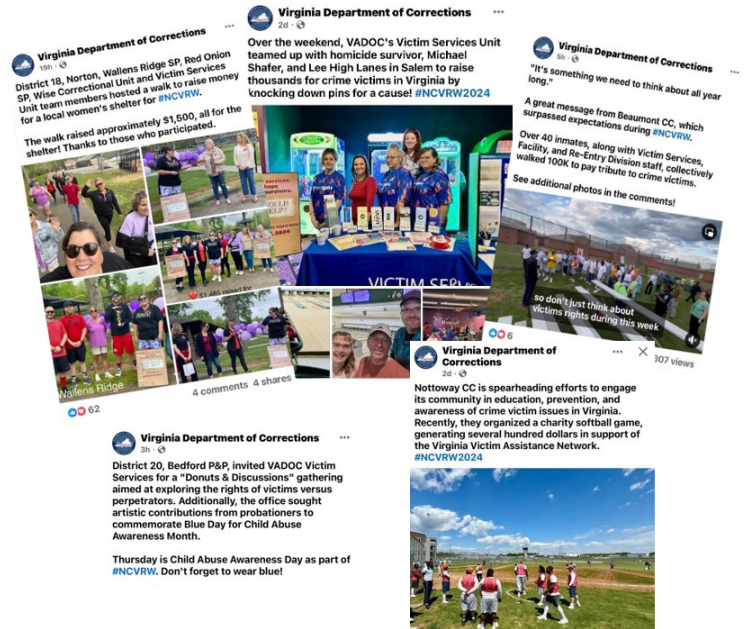 Virginia Department of Corrections
19h
District 18, Norton, Wallens Ridge SP, Red Onion
SP, Wise Correctional Unit and Victim Services
Unit team members hosted a walk to raise money
for a local women's shelter for #NCVRW.
The walk raised approximately $1,500, all for the
shelter! Thanks to those who participated.
$1,465 raised for
Wallens Ridge
4 comments 4 shares
62
Virginia Department of Corrections
2d
Over the weekend, VADOC's Victim Services Unit
teamed up with homicide survivor, Michael
Shafer, and Lee High Lanes in Salem to raise
thousands for crime victims in Virginia by
knocking down pins for a cause! #NCVRW2024
services
hope
survivors.
HELP?
2024
VICTIM SERV
Virginia Department of Corrections
5h
"It's something we need to think about all year
long."
A great message from Beaumont CC, which
surpassed expectations during #NCVRW.
Over 40 inmates, along with Victim Services,
Facility, and Re-Entry Division staff, collectively
walked 100K to pay tribute to crime victims.
See additional photos in the comments!
so don't just think about
victims rights during this week
6
307 views
Virginia Department of
Corrections
2d
Nottoway CC is spearheading efforts to engage
its community in education, prevention, and
awareness of crime victim issues in Virginia.
Recently, they organized a charity softball game,
generating several hundred dollars in support of
the Virginia Victim Assistance Network.
#NCVRW2024
Virginia Department of Corrections
3h
District 20, Bedford P&P, invited VADOC Victim
Services for a "Donuts & Discussions" gathering
aimed at exploring the rights of victims versus
perpetrators. Additionally, the office sought
artistic contributions from probationers to
commemorate Blue Day for Child Abuse
Awareness Month.
Thursday is Child Abuse Awareness Day as part of
#NCVRW. Don't forget to wear blue!